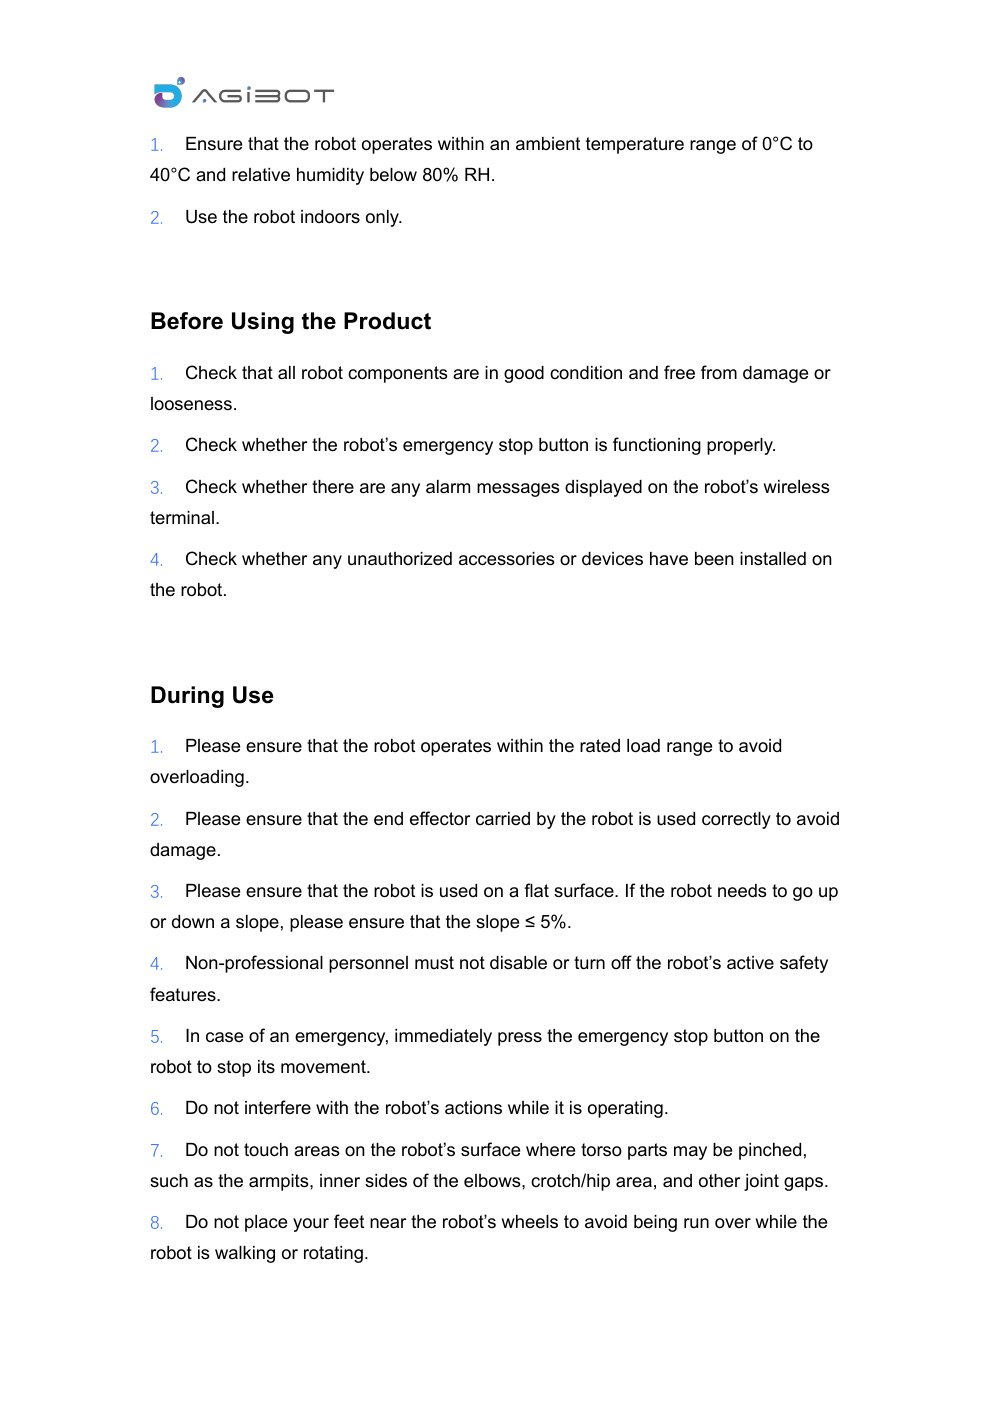 AGIBOT
1. Ensure that the robot operates within an ambient temperature range of 0°C to
40°C and relative humidity below 80% RH.
2. Use the robot indoors only.
Before Using the Product
1. Check that all robot components are in good condition and free from damage or
looseness.
2. Check whether the robot’s emergency stop button is functioning properly.
3. Check whether there are any alarm messages displayed on the robot’s wireless
terminal.
4. Check whether any unauthorized accessories or devices have been installed on
the robot.
During Use
1. Please ensure that the robot operates within the rated load range to avoid
overloading.
2. Please ensure that the end effector carried by the robot is used correctly to avoid
damage.
3. Please ensure that the robot is used on a flat surface. If the robot needs to go up
or down a slope, please ensure that the slope ≤ 5%.
4. Non-professional personnel must not disable or turn off the robot’s active safety
features.
5. In case of an emergency, immediately press the emergency stop button on the
robot to stop its movement.
6. Do not interfere with the robot’s actions while it is operating.
7. Do not touch areas on the robot’s surface where torso parts may be pinched,
such as the armpits, inner sides of the elbows, crotch/hip area, and other joint gaps.
8. Do not place your feet near the robot’s wheels to avoid being run over while the
robot is walking or rotating.